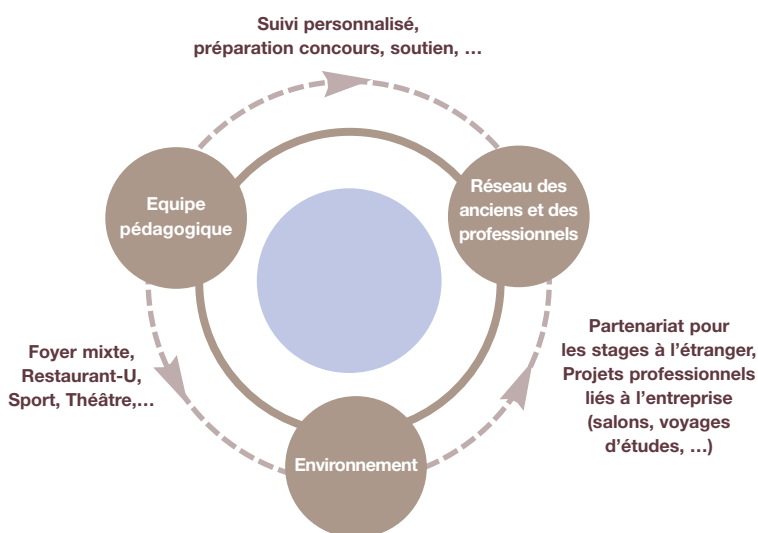 Suivi personnalisé,
préparation concours, soutien, …
Equipe
pédagogique
Réseau des
anciens et des
professionnels
Foyer mixte,
Restaurant-U,
Sport, Théâtre,…
Partenariat pour
les stages à l’étranger,
Projets professionnels
liés à l’entreprise
(salons, voyages
d’études, …)
Environnement